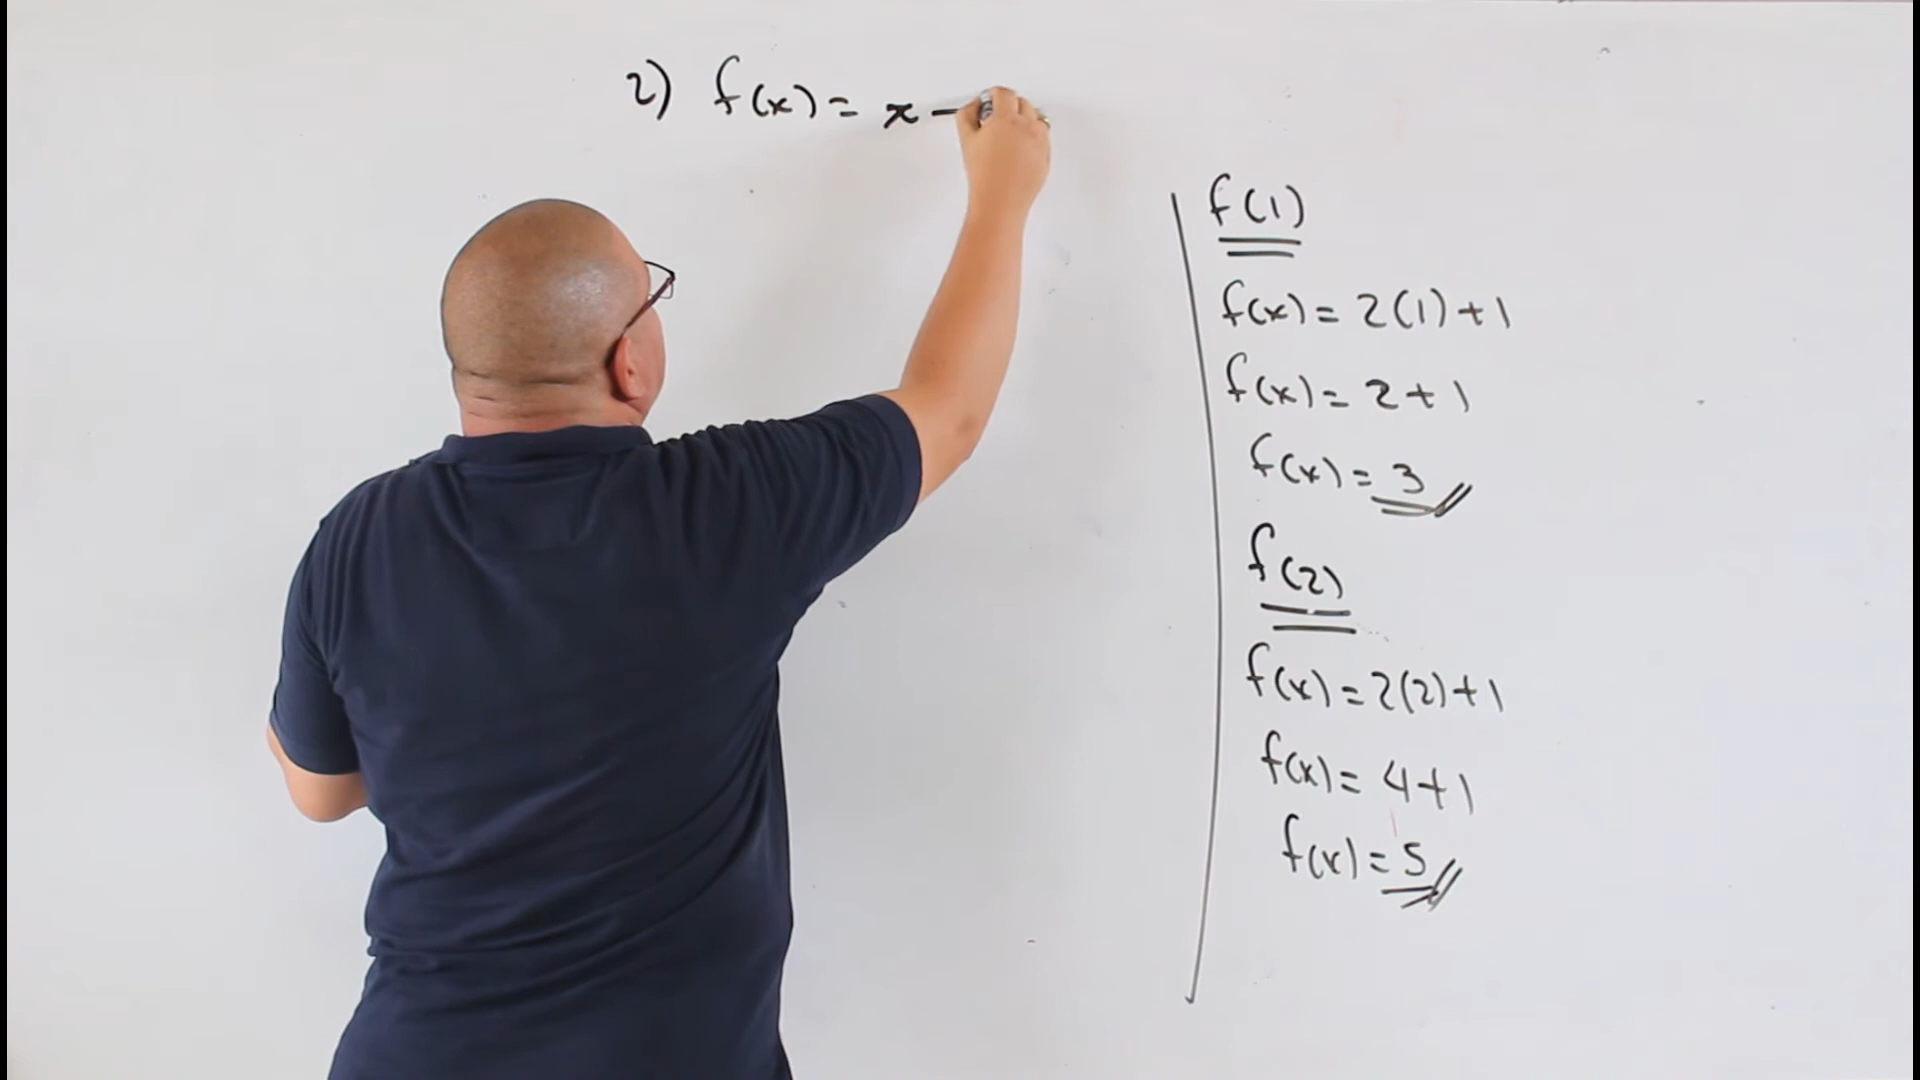 2) f(x) = x -
f(1)
f(x) = 2(1) + 1
f(x) = 2 + 1
f(x) = 3
f(2)
f(x) = 2(2) + 1
f(x) = 4 + 1
f(x) = 5